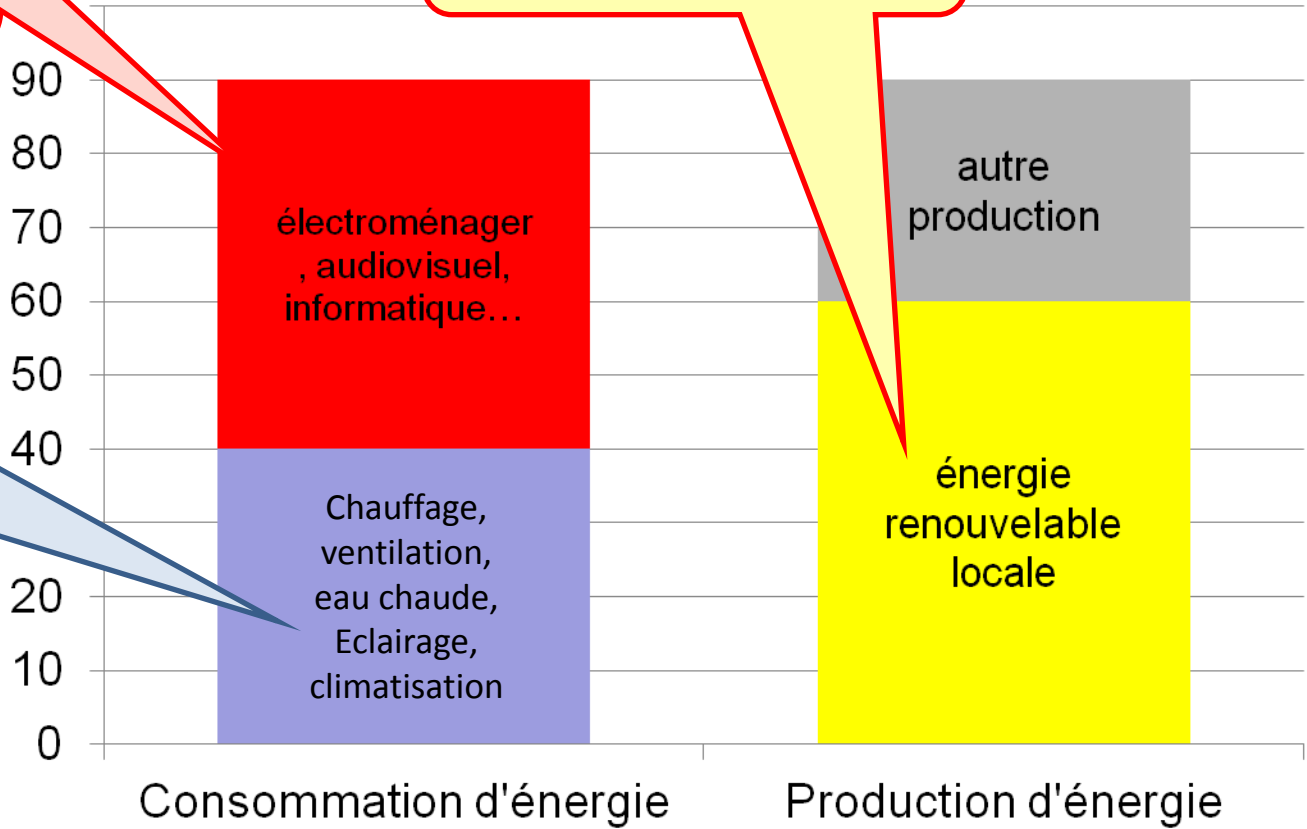 90
80
70
60
50
40
20
10
0
électroménager
, audiovisuel,
informatique…
Chauffage,
ventilation,
eau chaude,
Eclairage,
climatisation
autre
production
énergie
renouvelable
locale
Consommation d'énergie
Production d'énergie